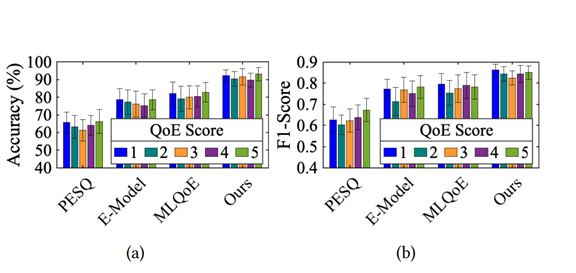 Accuracy (%)
100
90
80
70
60
50
40
QoE Score
1 2 3 4 5
PESQ
E-Model
MLQoE
Ours
(a)
F1-Score
0.9
0.8
0.7
0.6
0.5
0.4
QoE Score
1 2 3 4 5
PESQ
E-Model
MLQoE
Ours
(b)